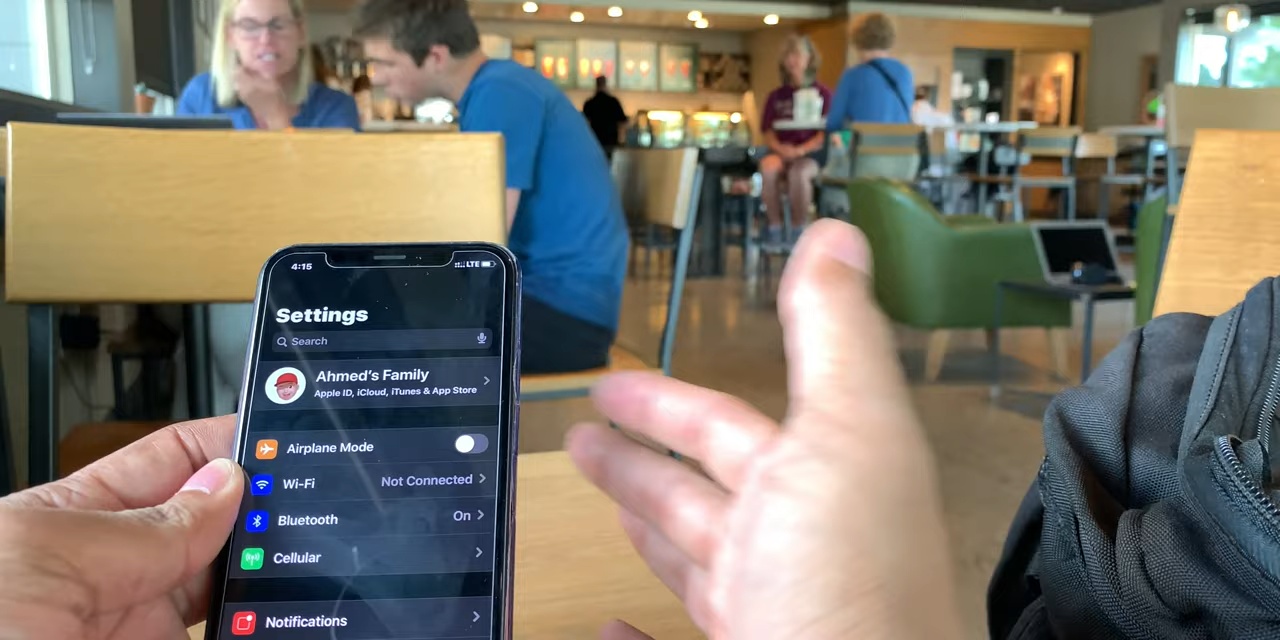 4:15
LTE
Settings
Search
Ahmed's Family
Apple ID, iCloud, iTunes & App Store
Airplane Mode
Wi-Fi Not Connected
Bluetooth On
Cellular
Notifications